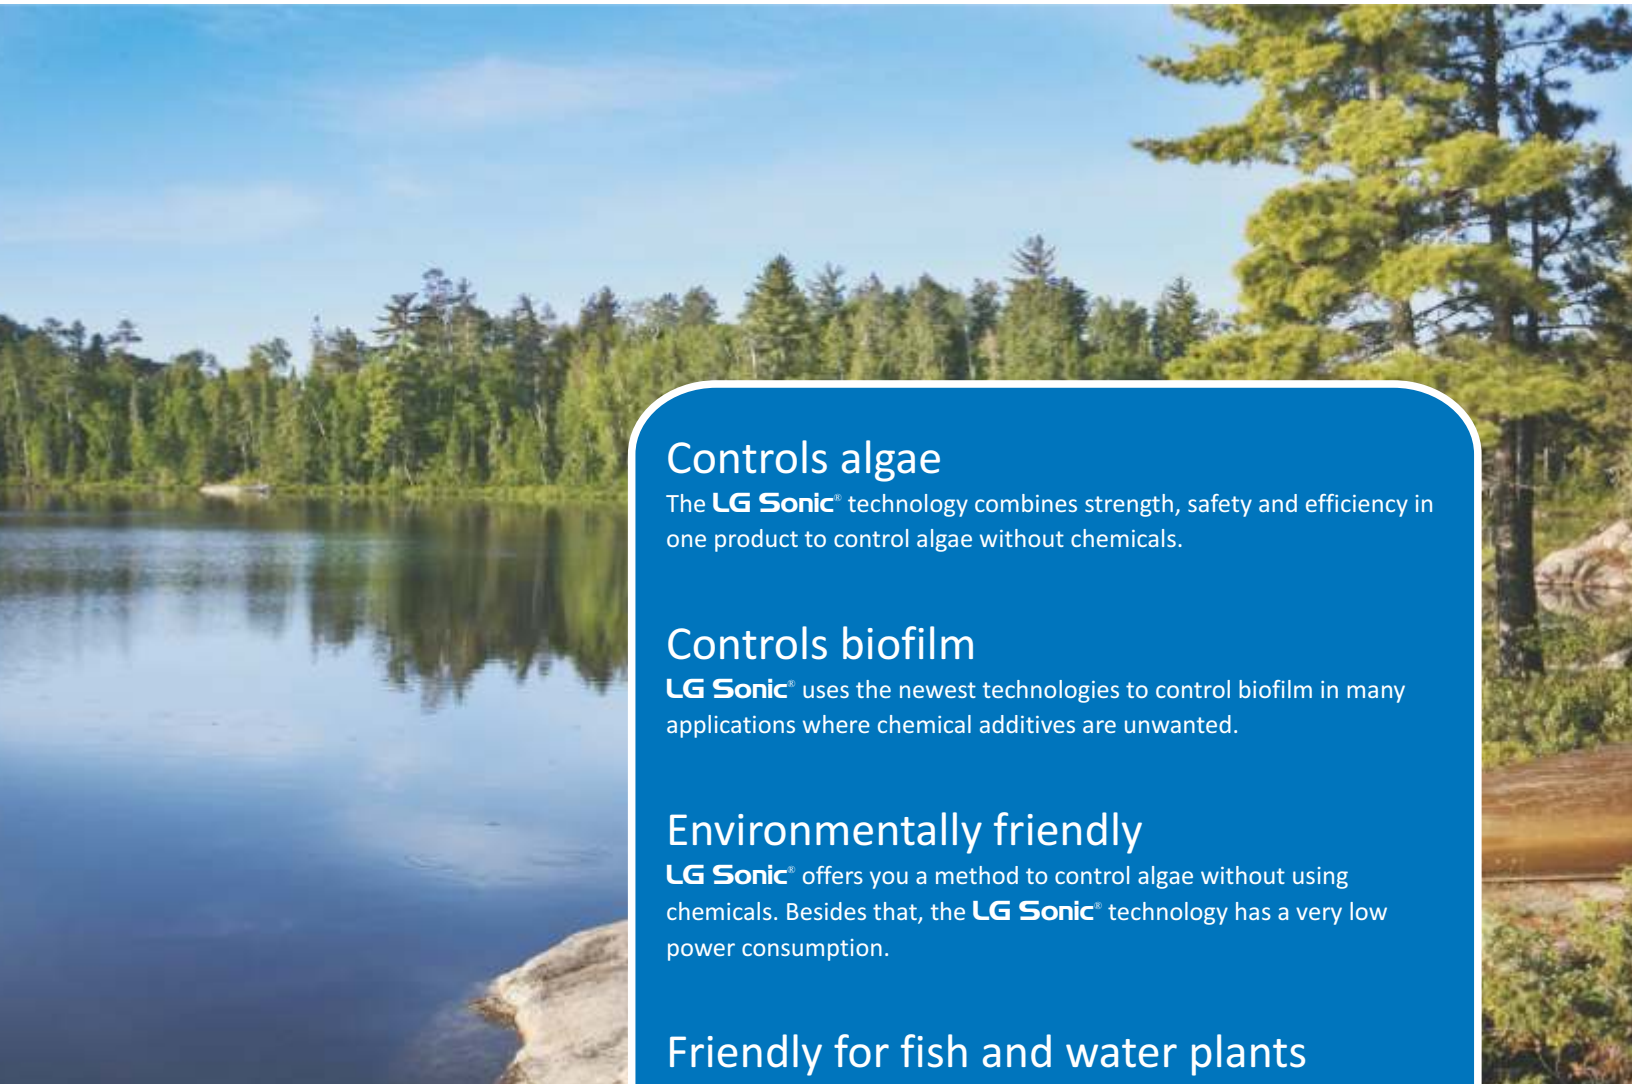 Controls algae
The LG Sonic® technology combines strength, safety and efficiency in
one product to control algae without chemicals.
Controls biofilm
LG Sonic® uses the newest technologies to control biofilm in many
applications where chemical additives are unwanted.
Environmentally friendly
LG Sonic® offers you a method to control algae without using
chemicals. Besides that, the LG Sonic® technology has a very low
power consumption.
Friendly for fish and water plants